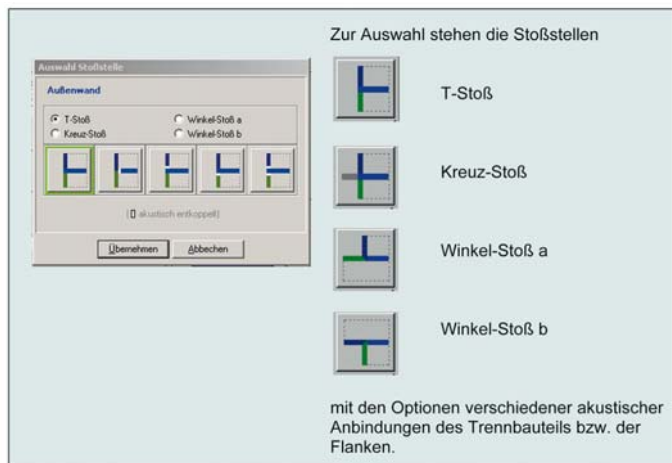 Zur Auswahl stehen die Stoßstellen
Auswahl Stoßstelle
Außenwand
T-Stoß
Winkel-Stoß a
Kreuz-Stoß
Winkel-Stoß b
( akustisch entkoppelt)
Übernehmen
Abbechen
T-Stoß
Kreuz-Stoß
Winkel-Stoß a
Winkel-Stoß b
mit den Optionen verschiedener akustischer
Anbindungen des Trennbauteils bzw. der
Flanken.